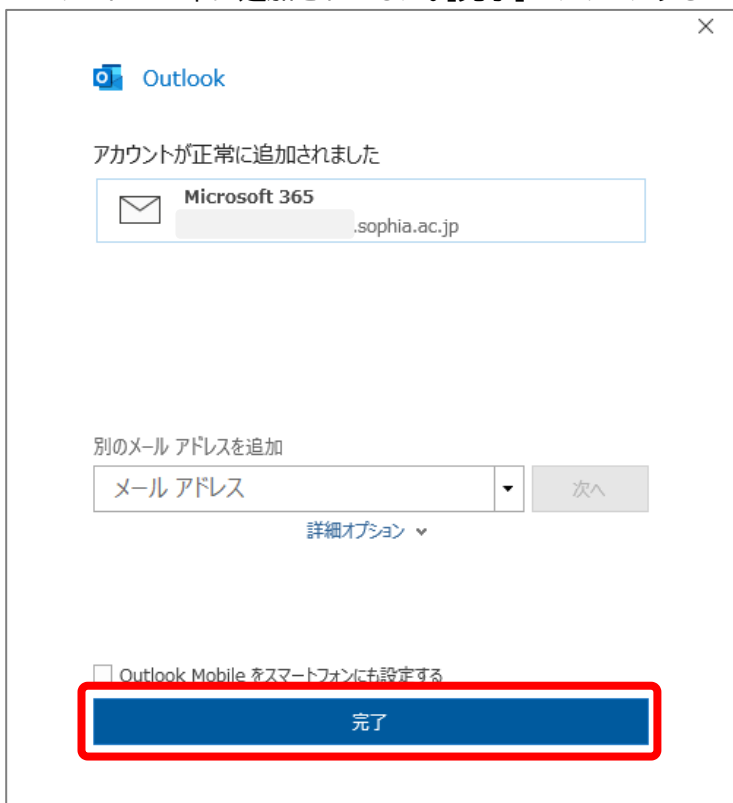 Outlook
アカウントが正常に追加されました
Microsoft 365
.sophia.ac.jp
別のメール アドレスを追加
メール アドレス
次へ
詳細オプション
Outlook Mobile をスマートフォンにも設定する
完了